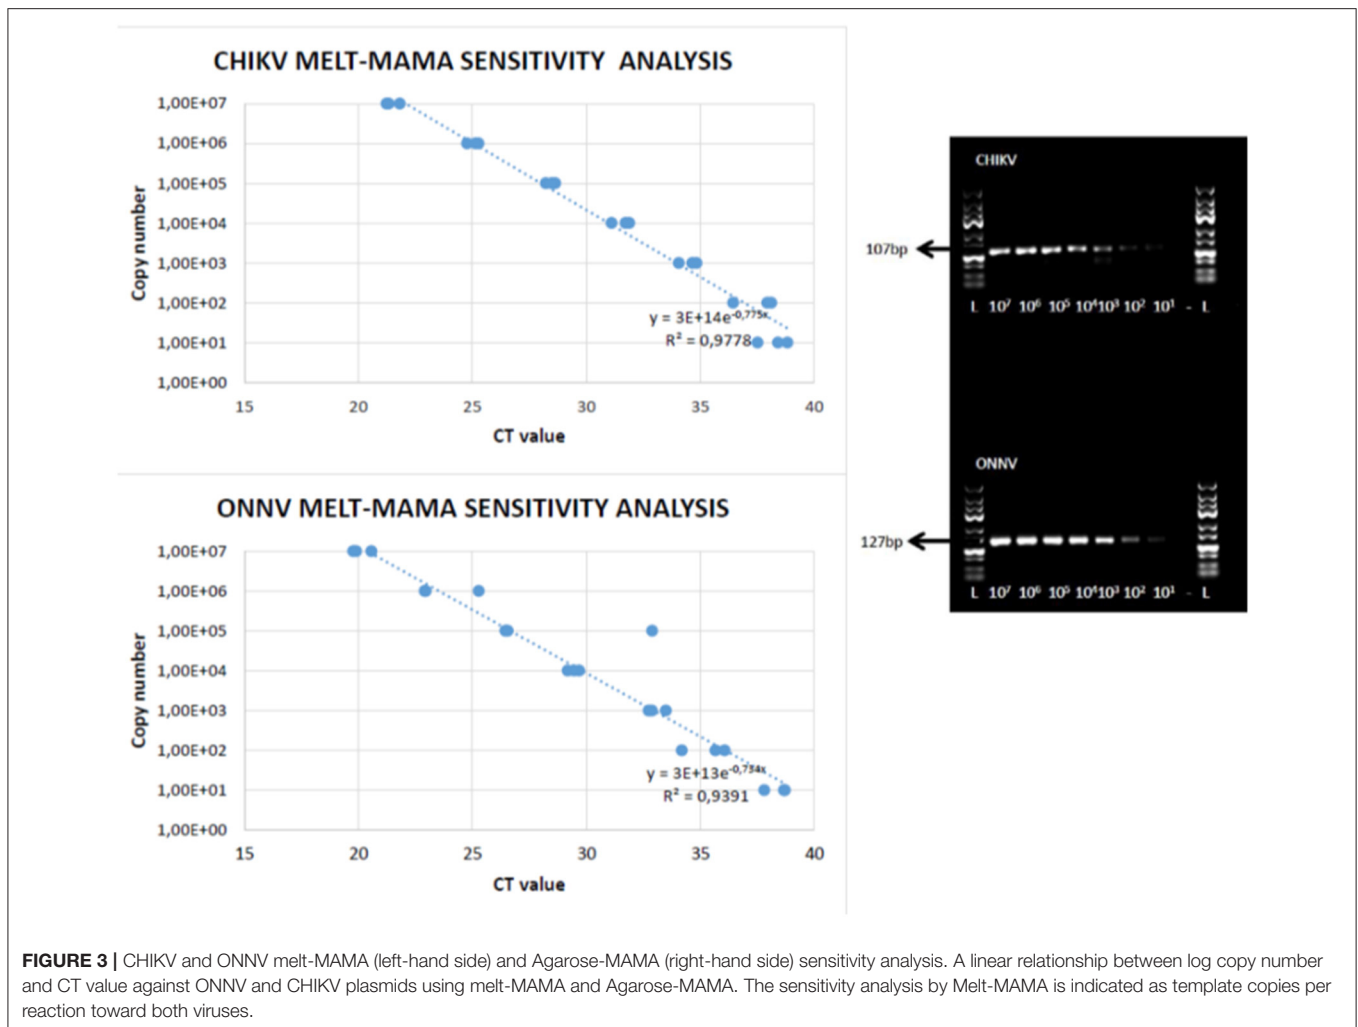 CHIKV MELT-MAMA SENSITIVITY ANALYSIS
Copy number
1,00E+07
1,00E+06
1,00E+05
1,00E+04
1,00E+03
1,00E+02
1,00E+01
1,00E+00
y = 3E+14e^-0,775x
R² = 0,9778
15 20 25 30 35 40
CT value
ONNV MELT-MAMA SENSITIVITY ANALYSIS
Copy number
1,00E+07
1,00E+06
1,00E+05
1,00E+04
1,00E+03
1,00E+02
1,00E+01
1,00E+00
y = 3E+13e^-0,734x
R² = 0,9391
15 20 25 30 35 40
CT value
CHIKV
107bp
L 10⁷ 10⁶ 10⁵ 10⁴ 10³ 10² 10¹ - L
ONNV
127bp
L 10⁷ 10⁶ 10⁵ 10⁴ 10³ 10² 10¹ - L
FIGURE 3 | CHIKV and ONNV melt-MAMA (left-hand side) and Agarose-MAMA (right-hand side) sensitivity analysis. A linear relationship between log copy number
and CT value against ONNV and CHIKV plasmids using melt-MAMA and Agarose-MAMA. The sensitivity analysis by Melt-MAMA is indicated as template copies per
reaction toward both viruses.